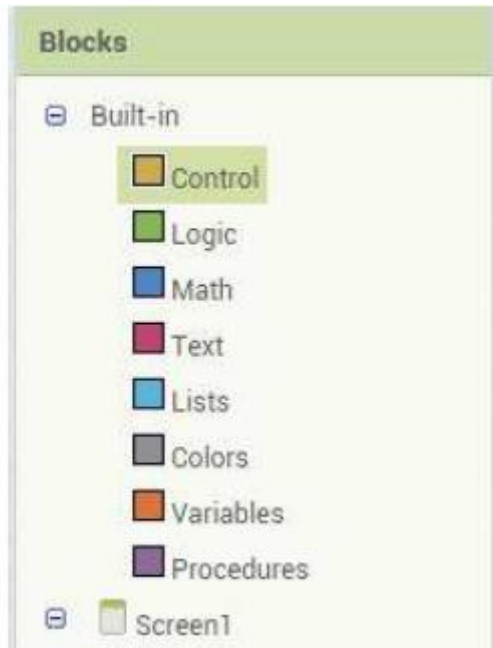 Blocks
Built-in
Control
Logic
Math
Text
Lists
Colors
Variables
Procedures
Screen1